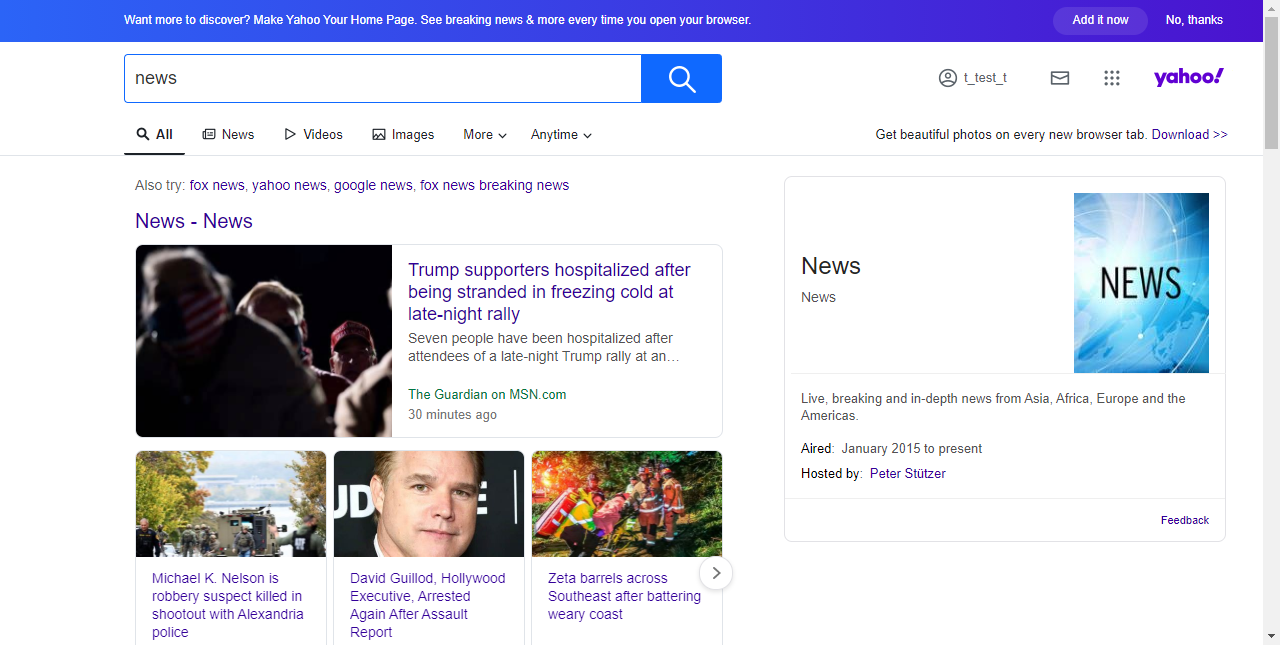 Want more to discover? Make Yahoo Your Home Page. See breaking news & more every time you open your browser.
Add it now
No, thanks
news
t_test_t
yahoo!
All
News
Videos
Images
More
Anytime
Get beautiful photos on every new browser tab. Download >>
Also try: fox news, yahoo news, google news, fox news breaking news
News - News
Trump supporters hospitalized after
being stranded in freezing cold at
late-night rally
Seven people have been hospitalized after
attendees of a late-night Trump rally at an…
The Guardian on MSN.com
30 minutes ago
Michael K. Nelson is
robbery suspect killed in
shootout with Alexandria
police
David Guillod, Hollywood
Executive, Arrested
Again After Assault
Report
Zeta barrels across
Southeast after battering
weary coast
News
News
NEWS
Live, breaking and in-depth news from Asia, Africa, Europe and the
Americas.
Aired: January 2015 to present
Hosted by: Peter Stützer
Feedback